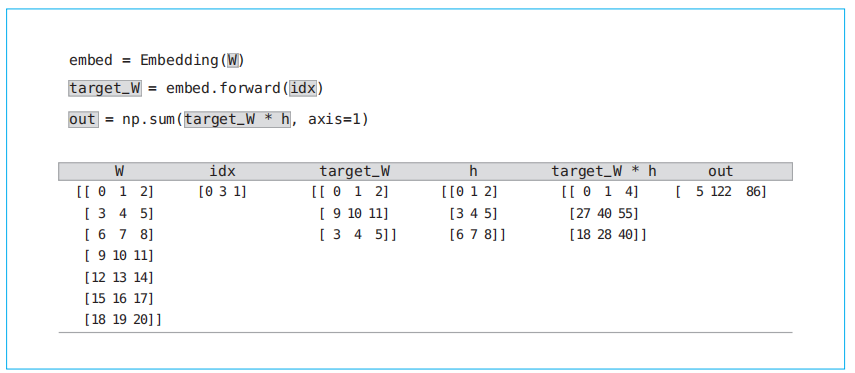 embed = Embedding(W)
target_W = embed.forward(idx)
out = np.sum(target_W * h, axis=1)
W idx target_W h target_W * h out
[[ 0 1 2] [0 3 1] [[ 0 1 2] [[0 1 2] [[ 0 1 4] [ 5 122 86]
[ 3 4 5] [ 9 10 11] [3 4 5] [27 40 55]
[ 6 7 8] [ 3 4 5]] [6 7 8]] [18 28 40]]
[ 9 10 11]
[12 13 14]
[15 16 17]
[18 19 20]]